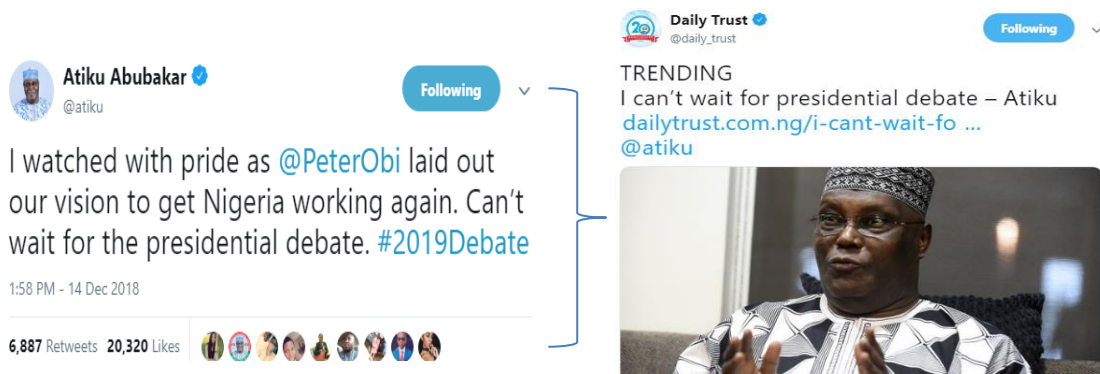 Atiku Abubakar
@atiku
Following
I watched with pride as @PeterObi laid out
our vision to get Nigeria working again. Can't
wait for the presidential debate. #2019Debate
1:58 PM - 14 Dec 2018
6,887 Retweets 20,320 Likes
Daily Trust
@daily_trust
Following
TRENDING
I can't wait for presidential debate – Atiku
dailytrust.com.ng/i-cant-wait-fo ...
@atiku